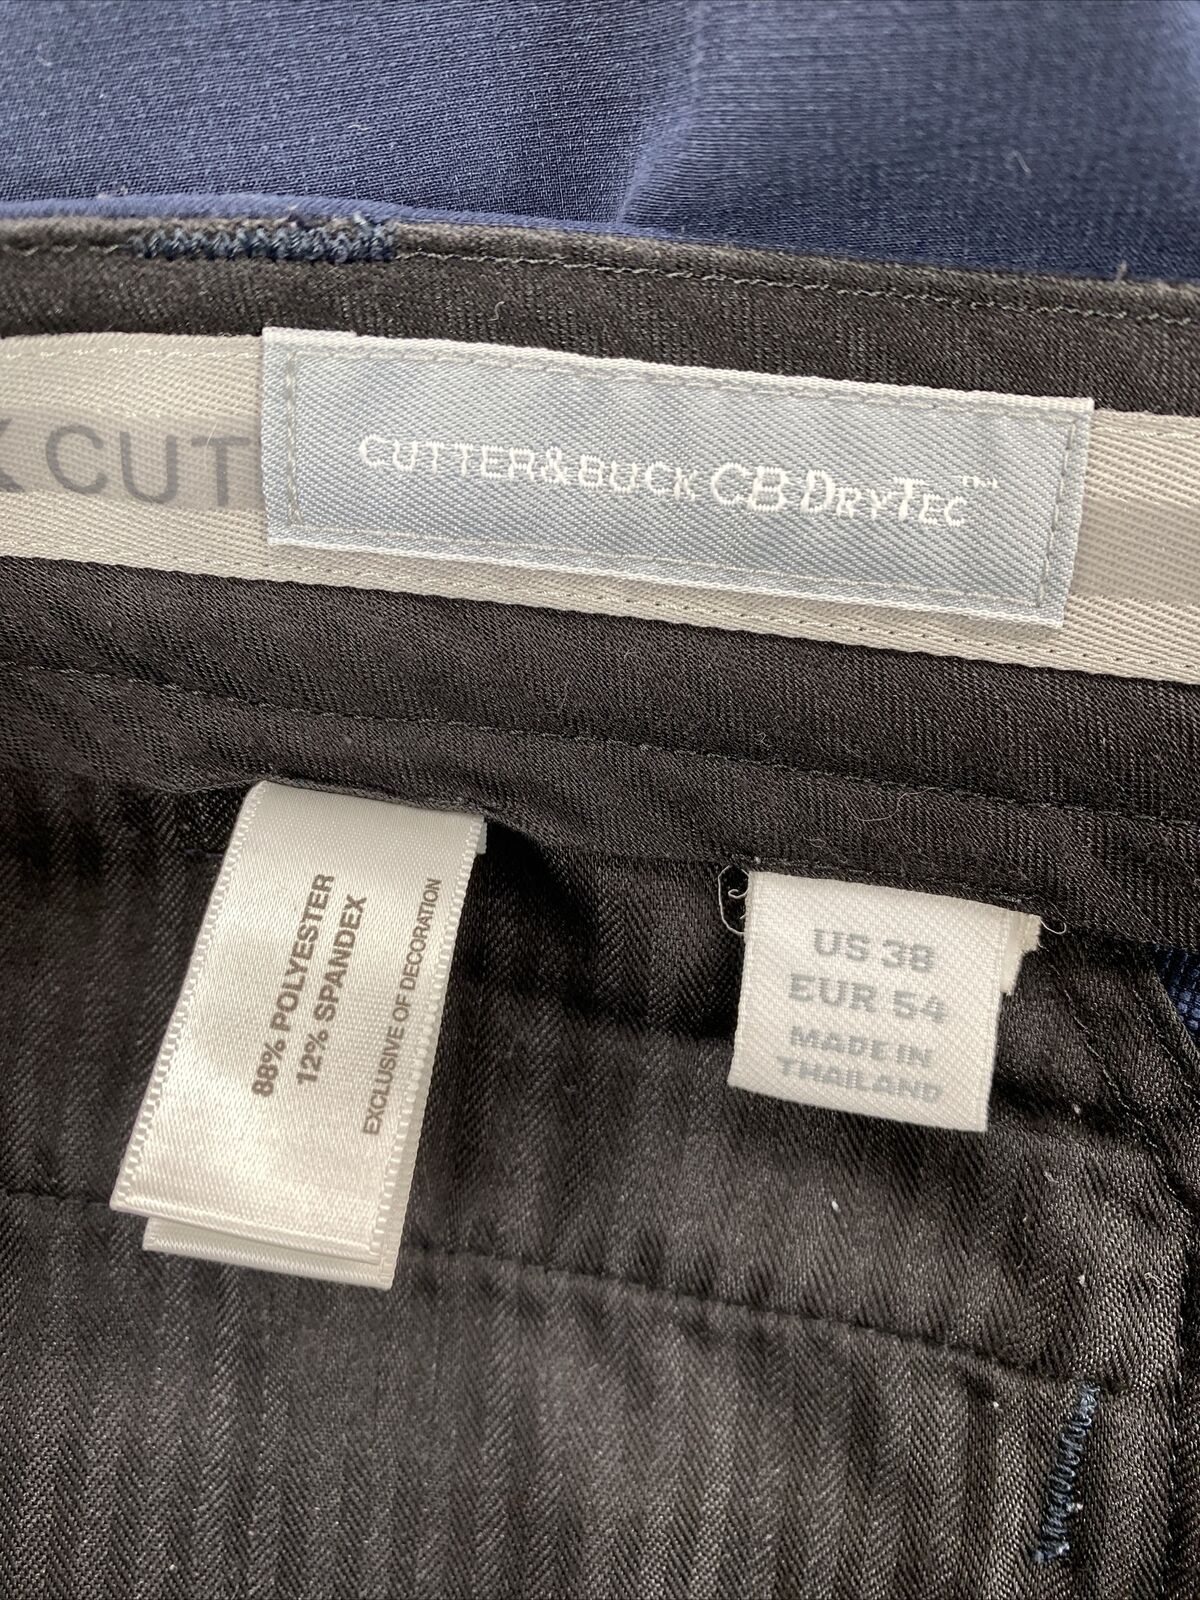 CUTTER&BUCK CB DRYTEC™
K CUT
88% POLYESTER
12% SPANDEX
EXCLUSIVE OF DECORATION
US 38
EUR 54
MADE IN
THAILAND